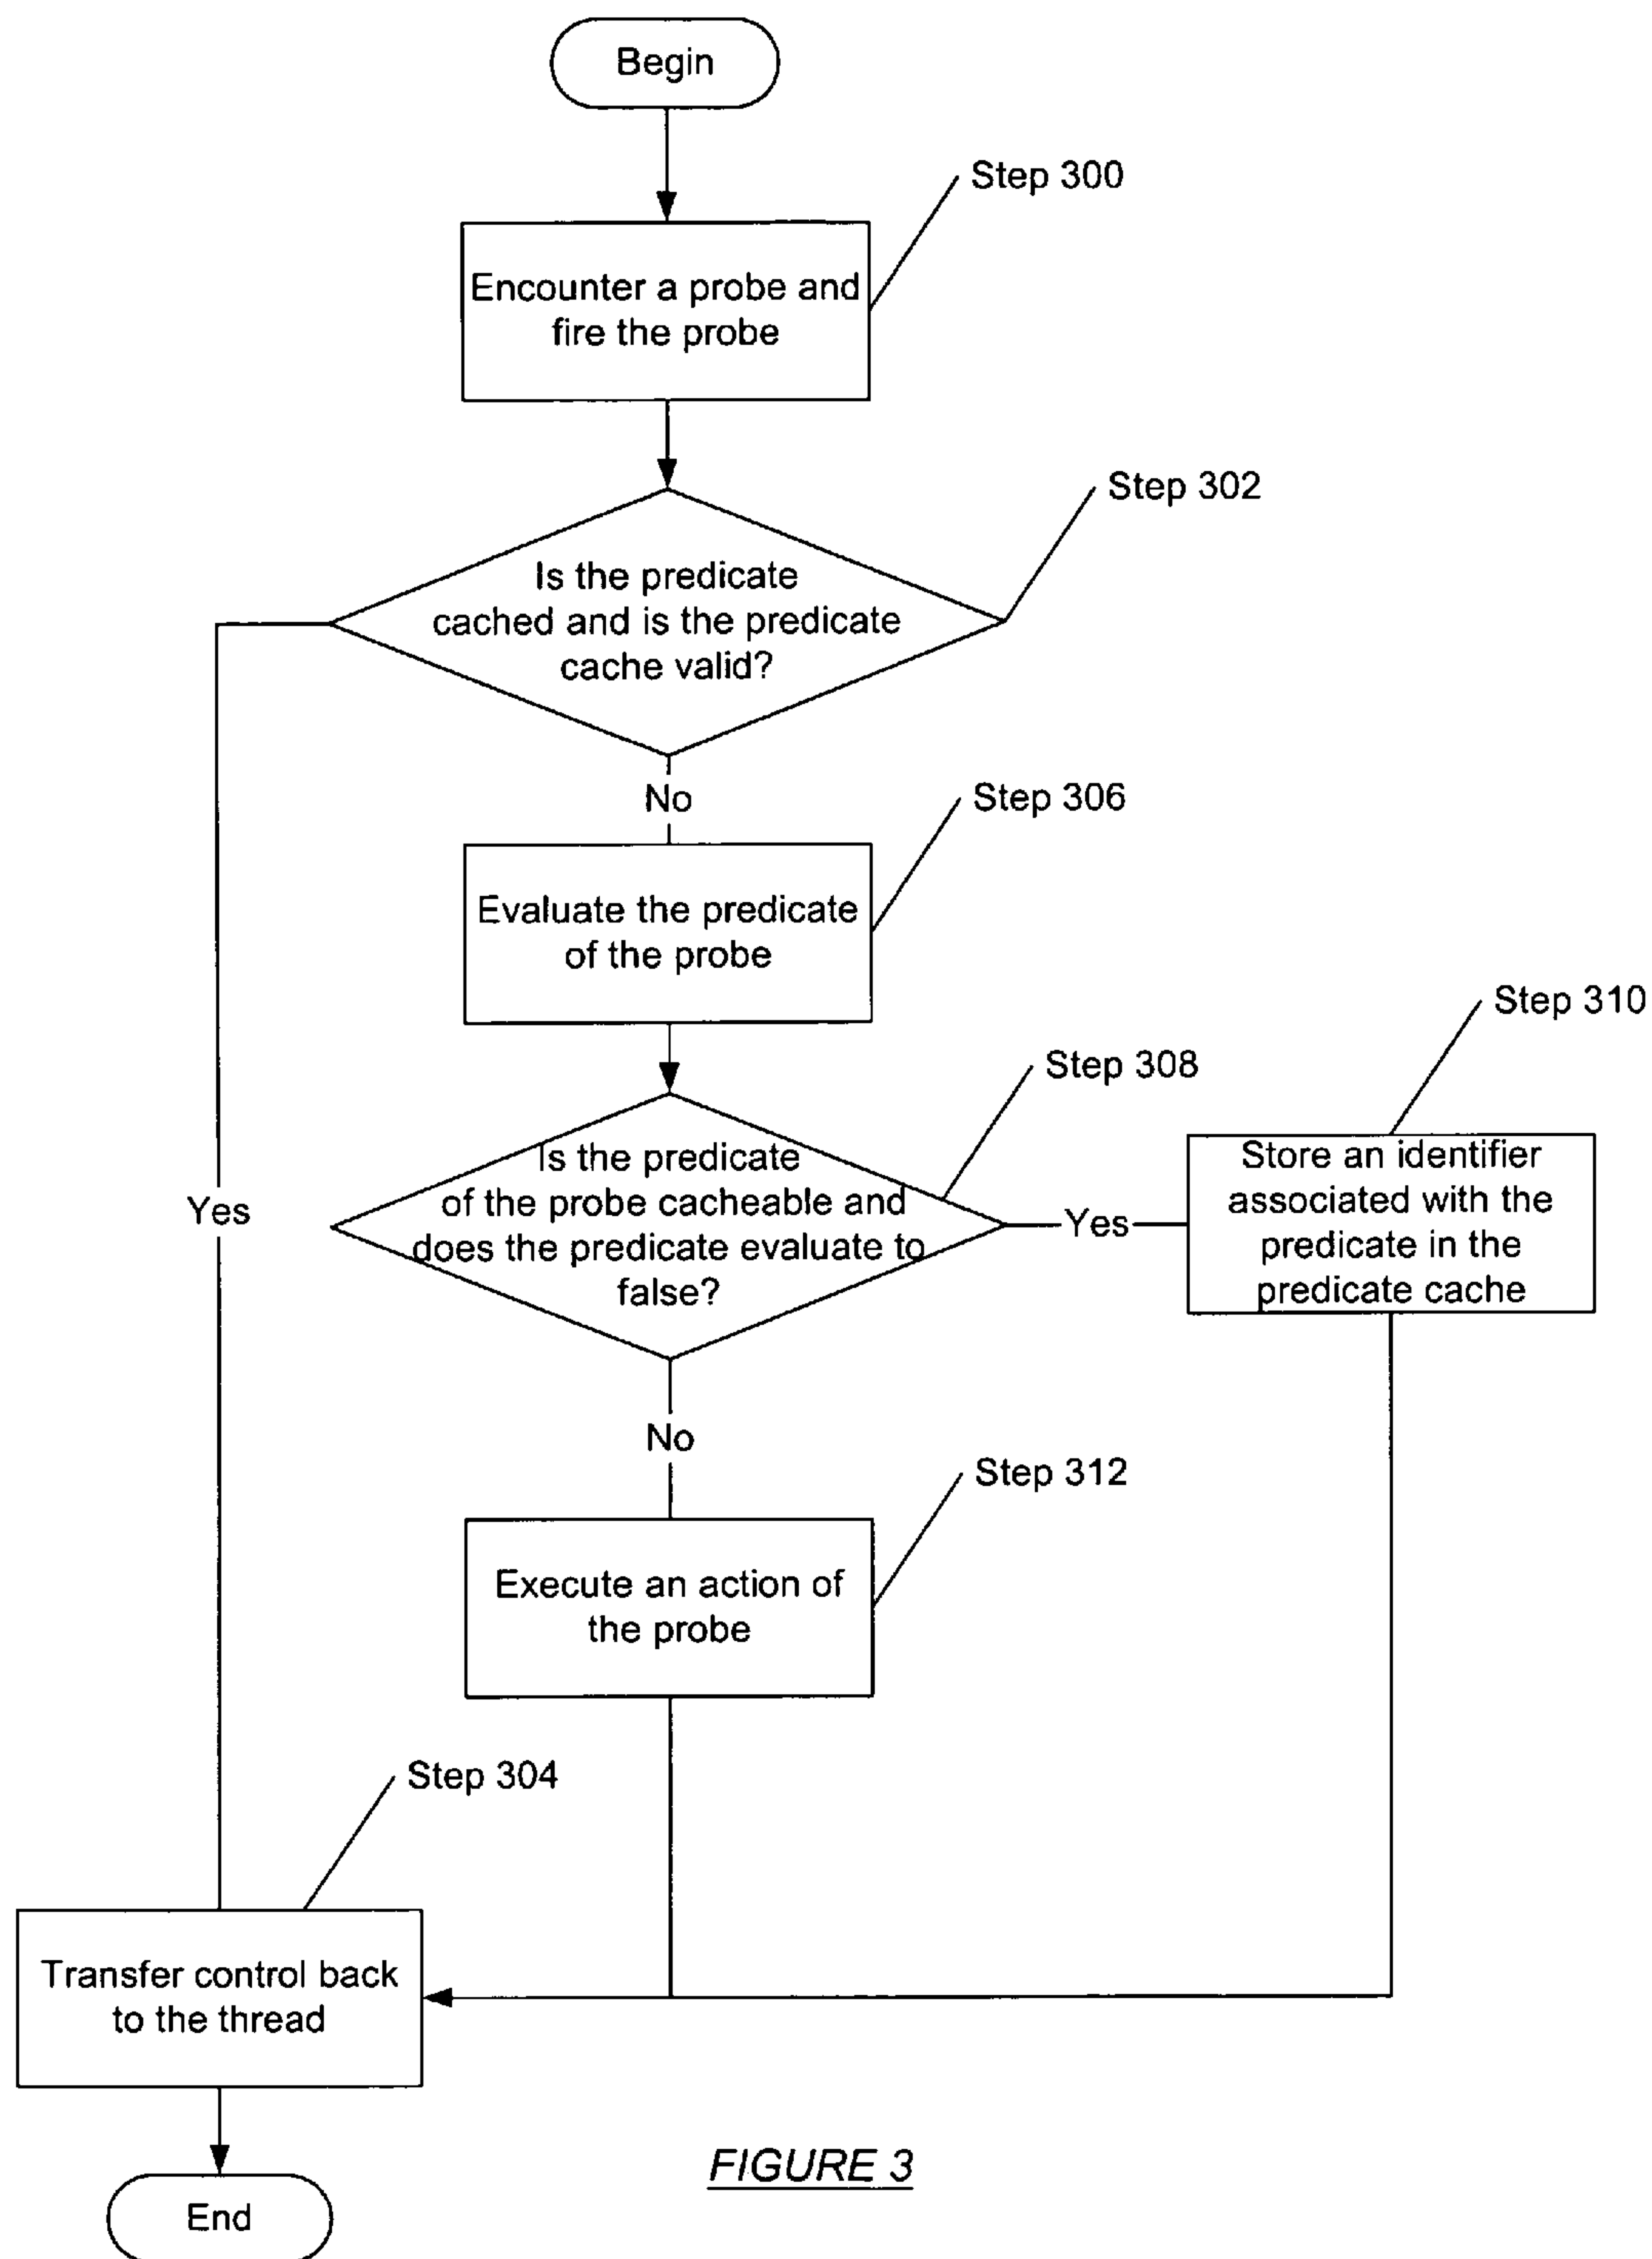 Begin
Step 300
Encounter a probe and
fire the probe
Step 302
Is the predicate
cached and is the predicate
cache valid?
No
Step 306
Evaluate the predicate
of the probe
Step 310
Step 308
Store an identifier
associated with the
predicate in the
predicate cache
Is the predicate
of the probe cacheable and
does the predicate evaluate to
false?
Yes
Yes
No
Step 312
Execute an action of
the probe
Step 304
Transfer control back
to the thread
FIGURE 3
End